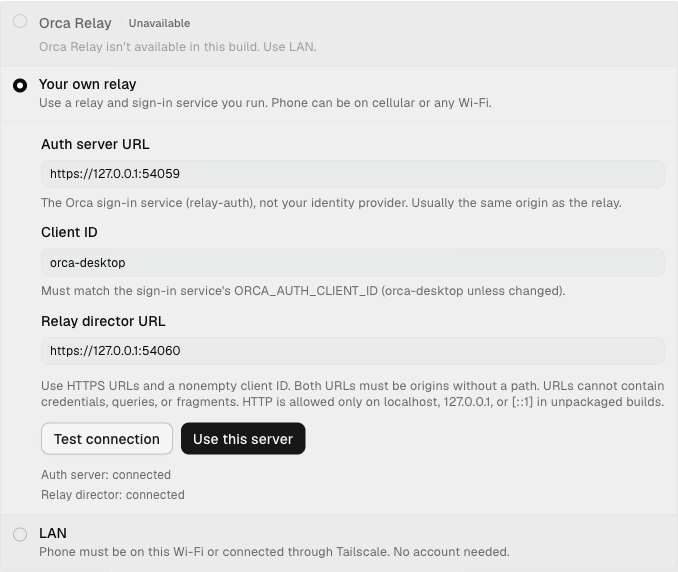 Orca Relay Unavailable
Orca Relay isn't available in this build. Use LAN.
Your own relay
Use a relay and sign-in service you run. Phone can be on cellular or any Wi-Fi.
Auth server URL
https://127.0.0.1:54059
The Orca sign-in service (relay-auth), not your identity provider. Usually the same origin as the relay.
Client ID
orca-desktop
Must match the sign-in service's ORCA_AUTH_CLIENT_ID (orca-desktop unless changed).
Relay director URL
https://127.0.0.1:54060
Use HTTPS URLs and a nonempty client ID. Both URLs must be origins without a path. URLs cannot contain
credentials, queries, or fragments. HTTP is allowed only on localhost, 127.0.0.1, or [::1] in unpackaged builds.
Test connection Use this server
Auth server: connected
Relay director: connected
LAN
Phone must be on this Wi-Fi or connected through Tailscale. No account needed.